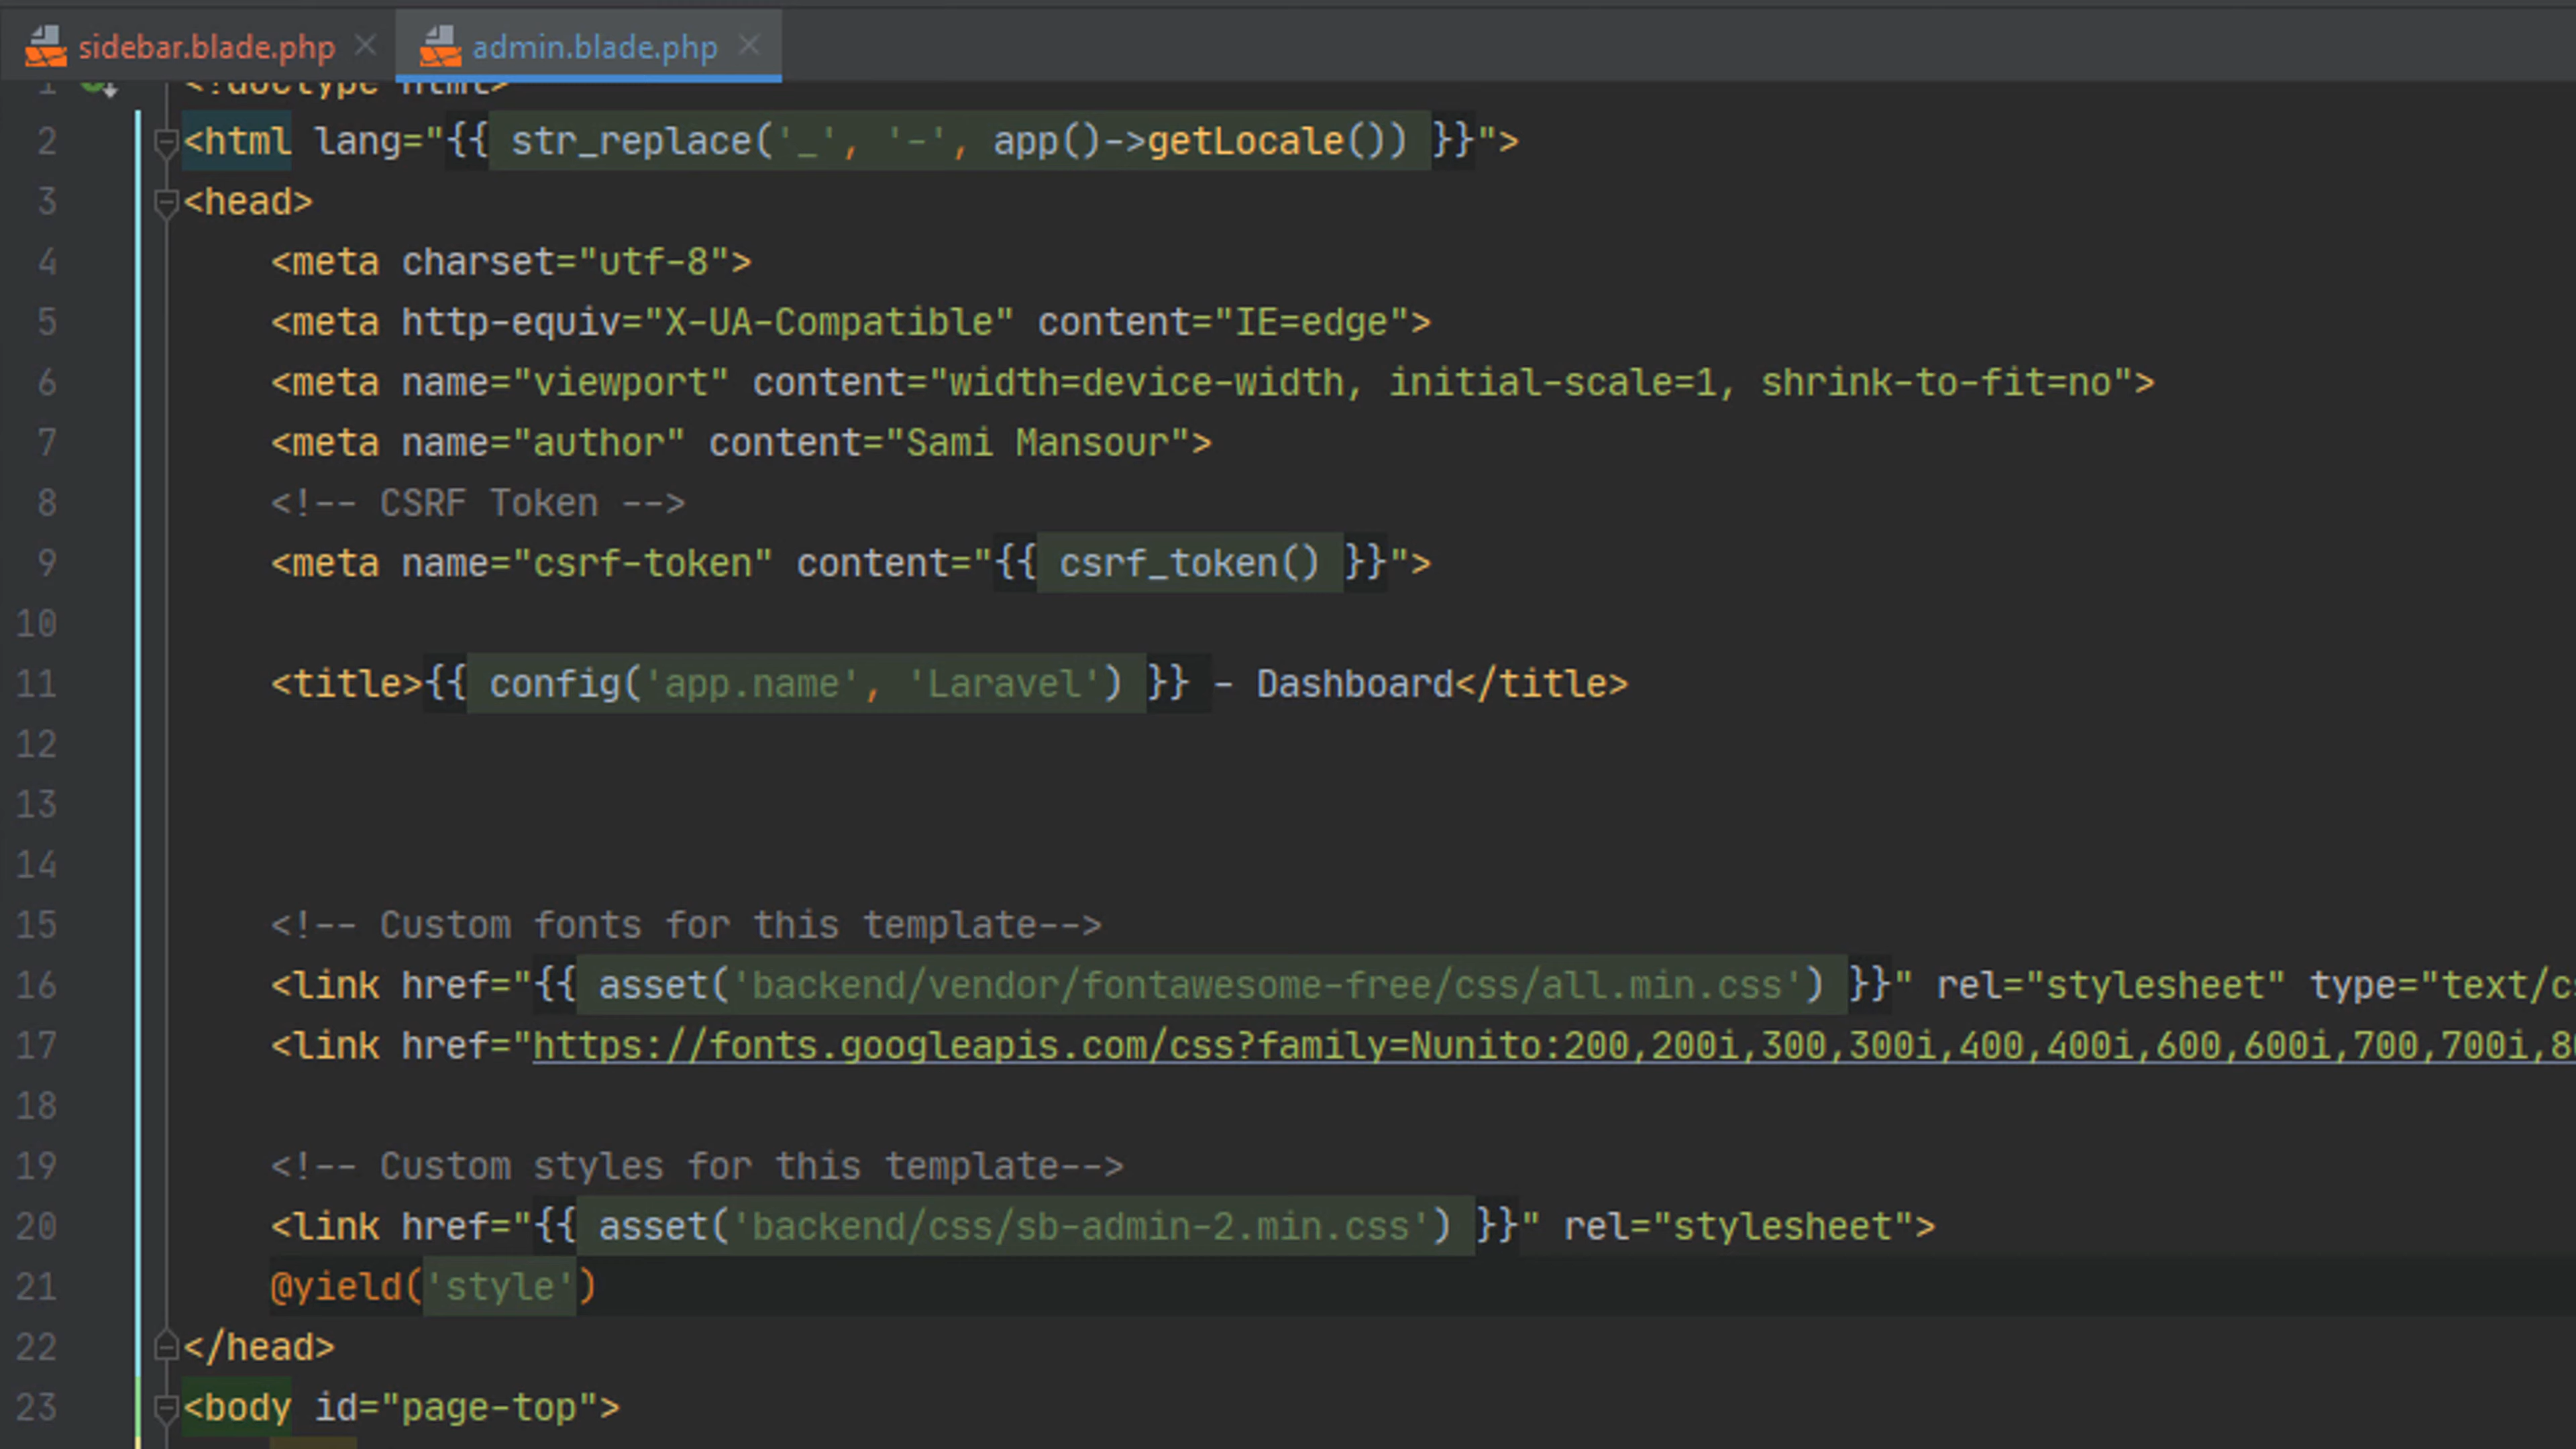 sidebar.blade.php admin.blade.php
1 <!doctype html>
2 <html lang="{{ str_replace('_', '-', app()->getLocale()) }}">
3 <head>
4 <meta charset="utf-8">
5 <meta http-equiv="X-UA-Compatible" content="IE=edge">
6 <meta name="viewport" content="width=device-width, initial-scale=1, shrink-to-fit=no">
7 <meta name="author" content="Sami Mansour">
8 <!-- CSRF Token -->
9 <meta name="csrf-token" content="{{ csrf_token() }}">
10
11 <title>{{ config('app.name', 'Laravel') }} - Dashboard</title>
12
13
14
15 <!-- Custom fonts for this template-->
16 <link href="{{ asset('backend/vendor/fontawesome-free/css/all.min.css') }}" rel="stylesheet" type="text/cs
17 <link href="https://fonts.googleapis.com/css?family=Nunito:200,200i,300,300i,400,400i,600,600i,700,700i,80
18
19 <!-- Custom styles for this template-->
20 <link href="{{ asset('backend/css/sb-admin-2.min.css') }}" rel="stylesheet">
21 @yield('style')
22 </head>
23 <body id="page-top">